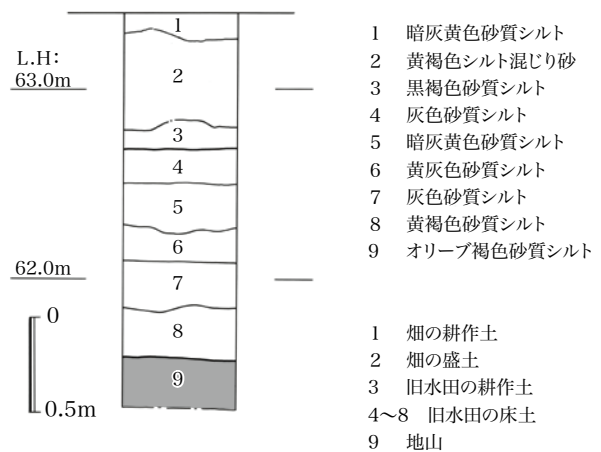 L.H：
63.0m
62.0m
0
0.5m
1
2
3
4
5
6
7
8
9
1 暗灰黄色砂質シルト
2 黄褐色シルト混じり砂
3 黒褐色砂質シルト
4 灰色砂質シルト
5 暗灰黄色砂質シルト
6 黄灰色砂質シルト
7 灰色砂質シルト
8 黄褐色砂質シルト
9 オリーブ褐色砂質シルト
1 畑の耕作土
2 畑の盛土
3 旧水田の耕作土
4～8 旧水田の床土
9 地山